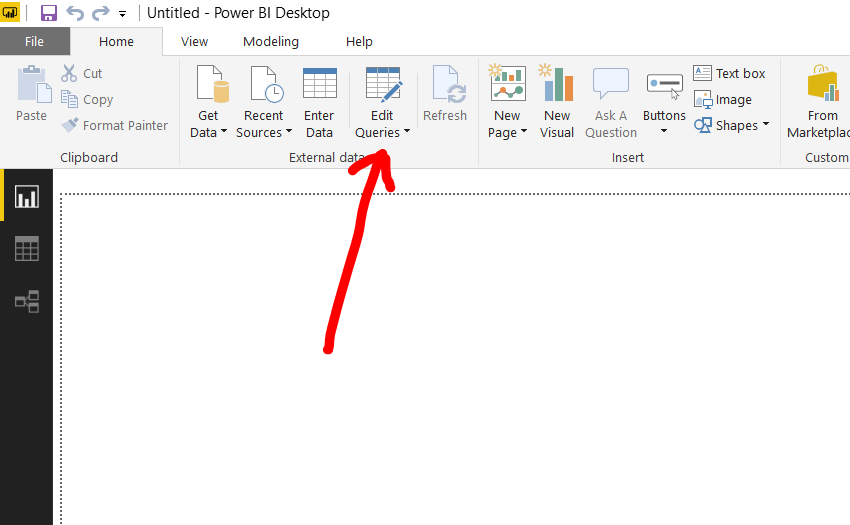 Untitled - Power BI Desktop
File Home View Modeling Help
Paste
Cut
Copy
Format Painter
Clipboard
Get
Data
Recent
Sources
Enter
Data
Edit
Queries
Refresh
External data
New
Page
New
Visual
Ask A
Question
Buttons
Text box
Image
Shapes
Insert
From
Custom